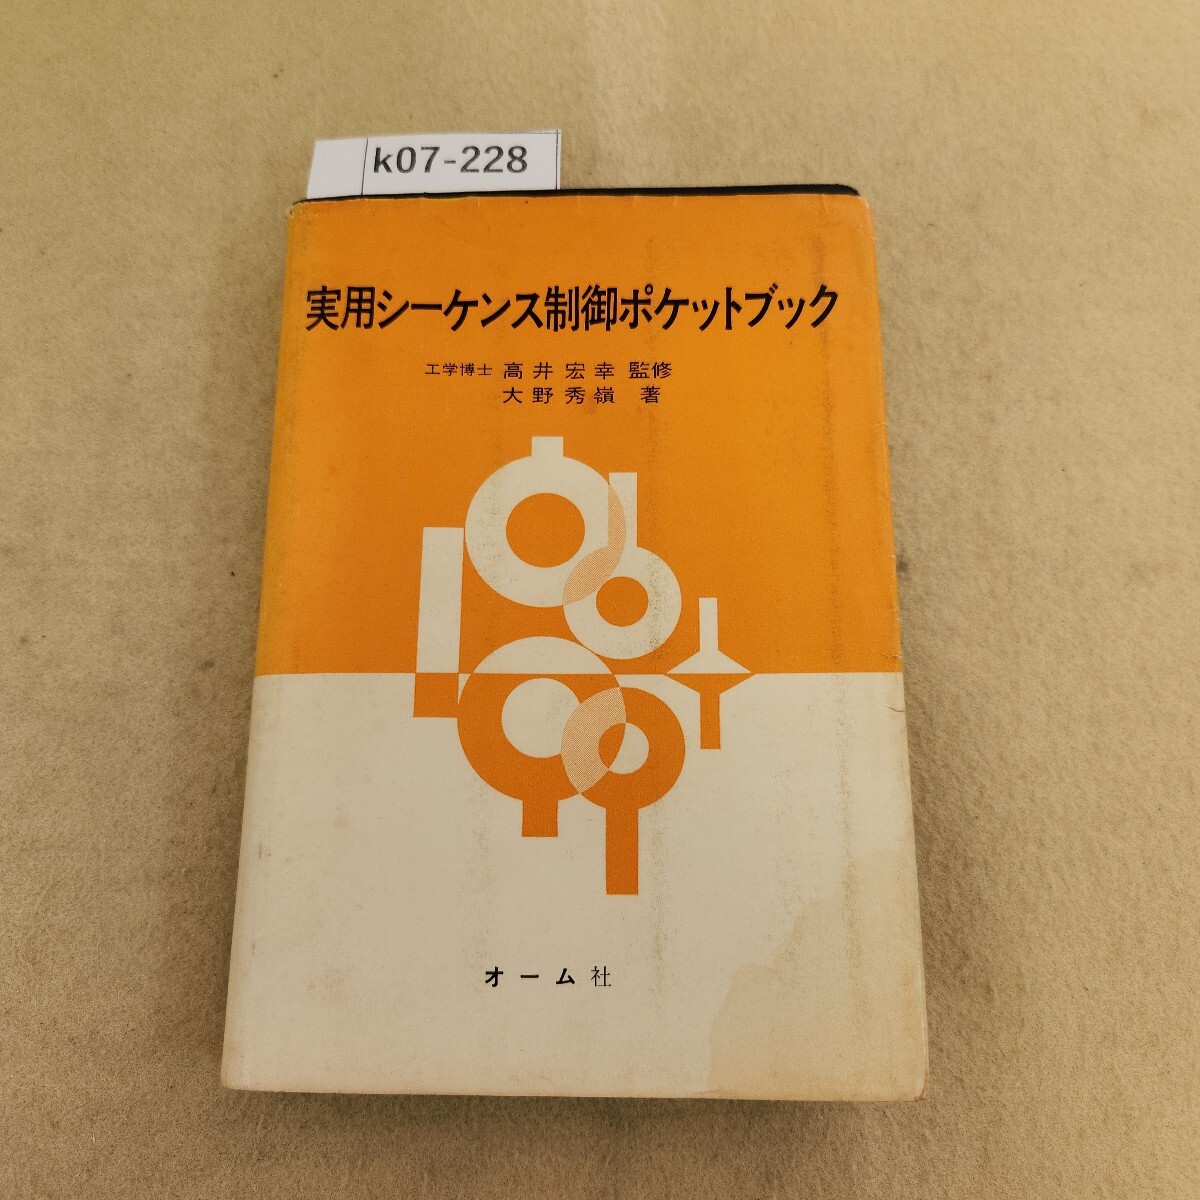 k07-228
実用シーケンス制御ポケットブック
工学博士 高井宏幸 監修
大野秀嶺 著
オーム社